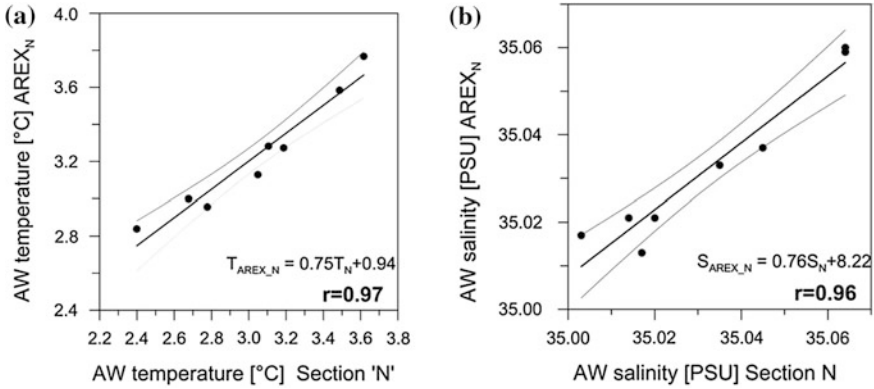 (a)
4.0
3.6
3.2
2.8
2.4
AW temperature [°C] AREX_N
T_AREX_N = 0.75T_N+0.94
r=0.97
2.2 2.4 2.6 2.8 3.0 3.2 3.4 3.6 3.8
AW temperature [°C] Section 'N'
(b)
35.06
35.04
35.02
35.00
AW salinity [PSU] AREX_N
S_AREX_N = 0.76S_N+8.22
r=0.96
35.00 35.02 35.04 35.06
AW salinity [PSU] Section N